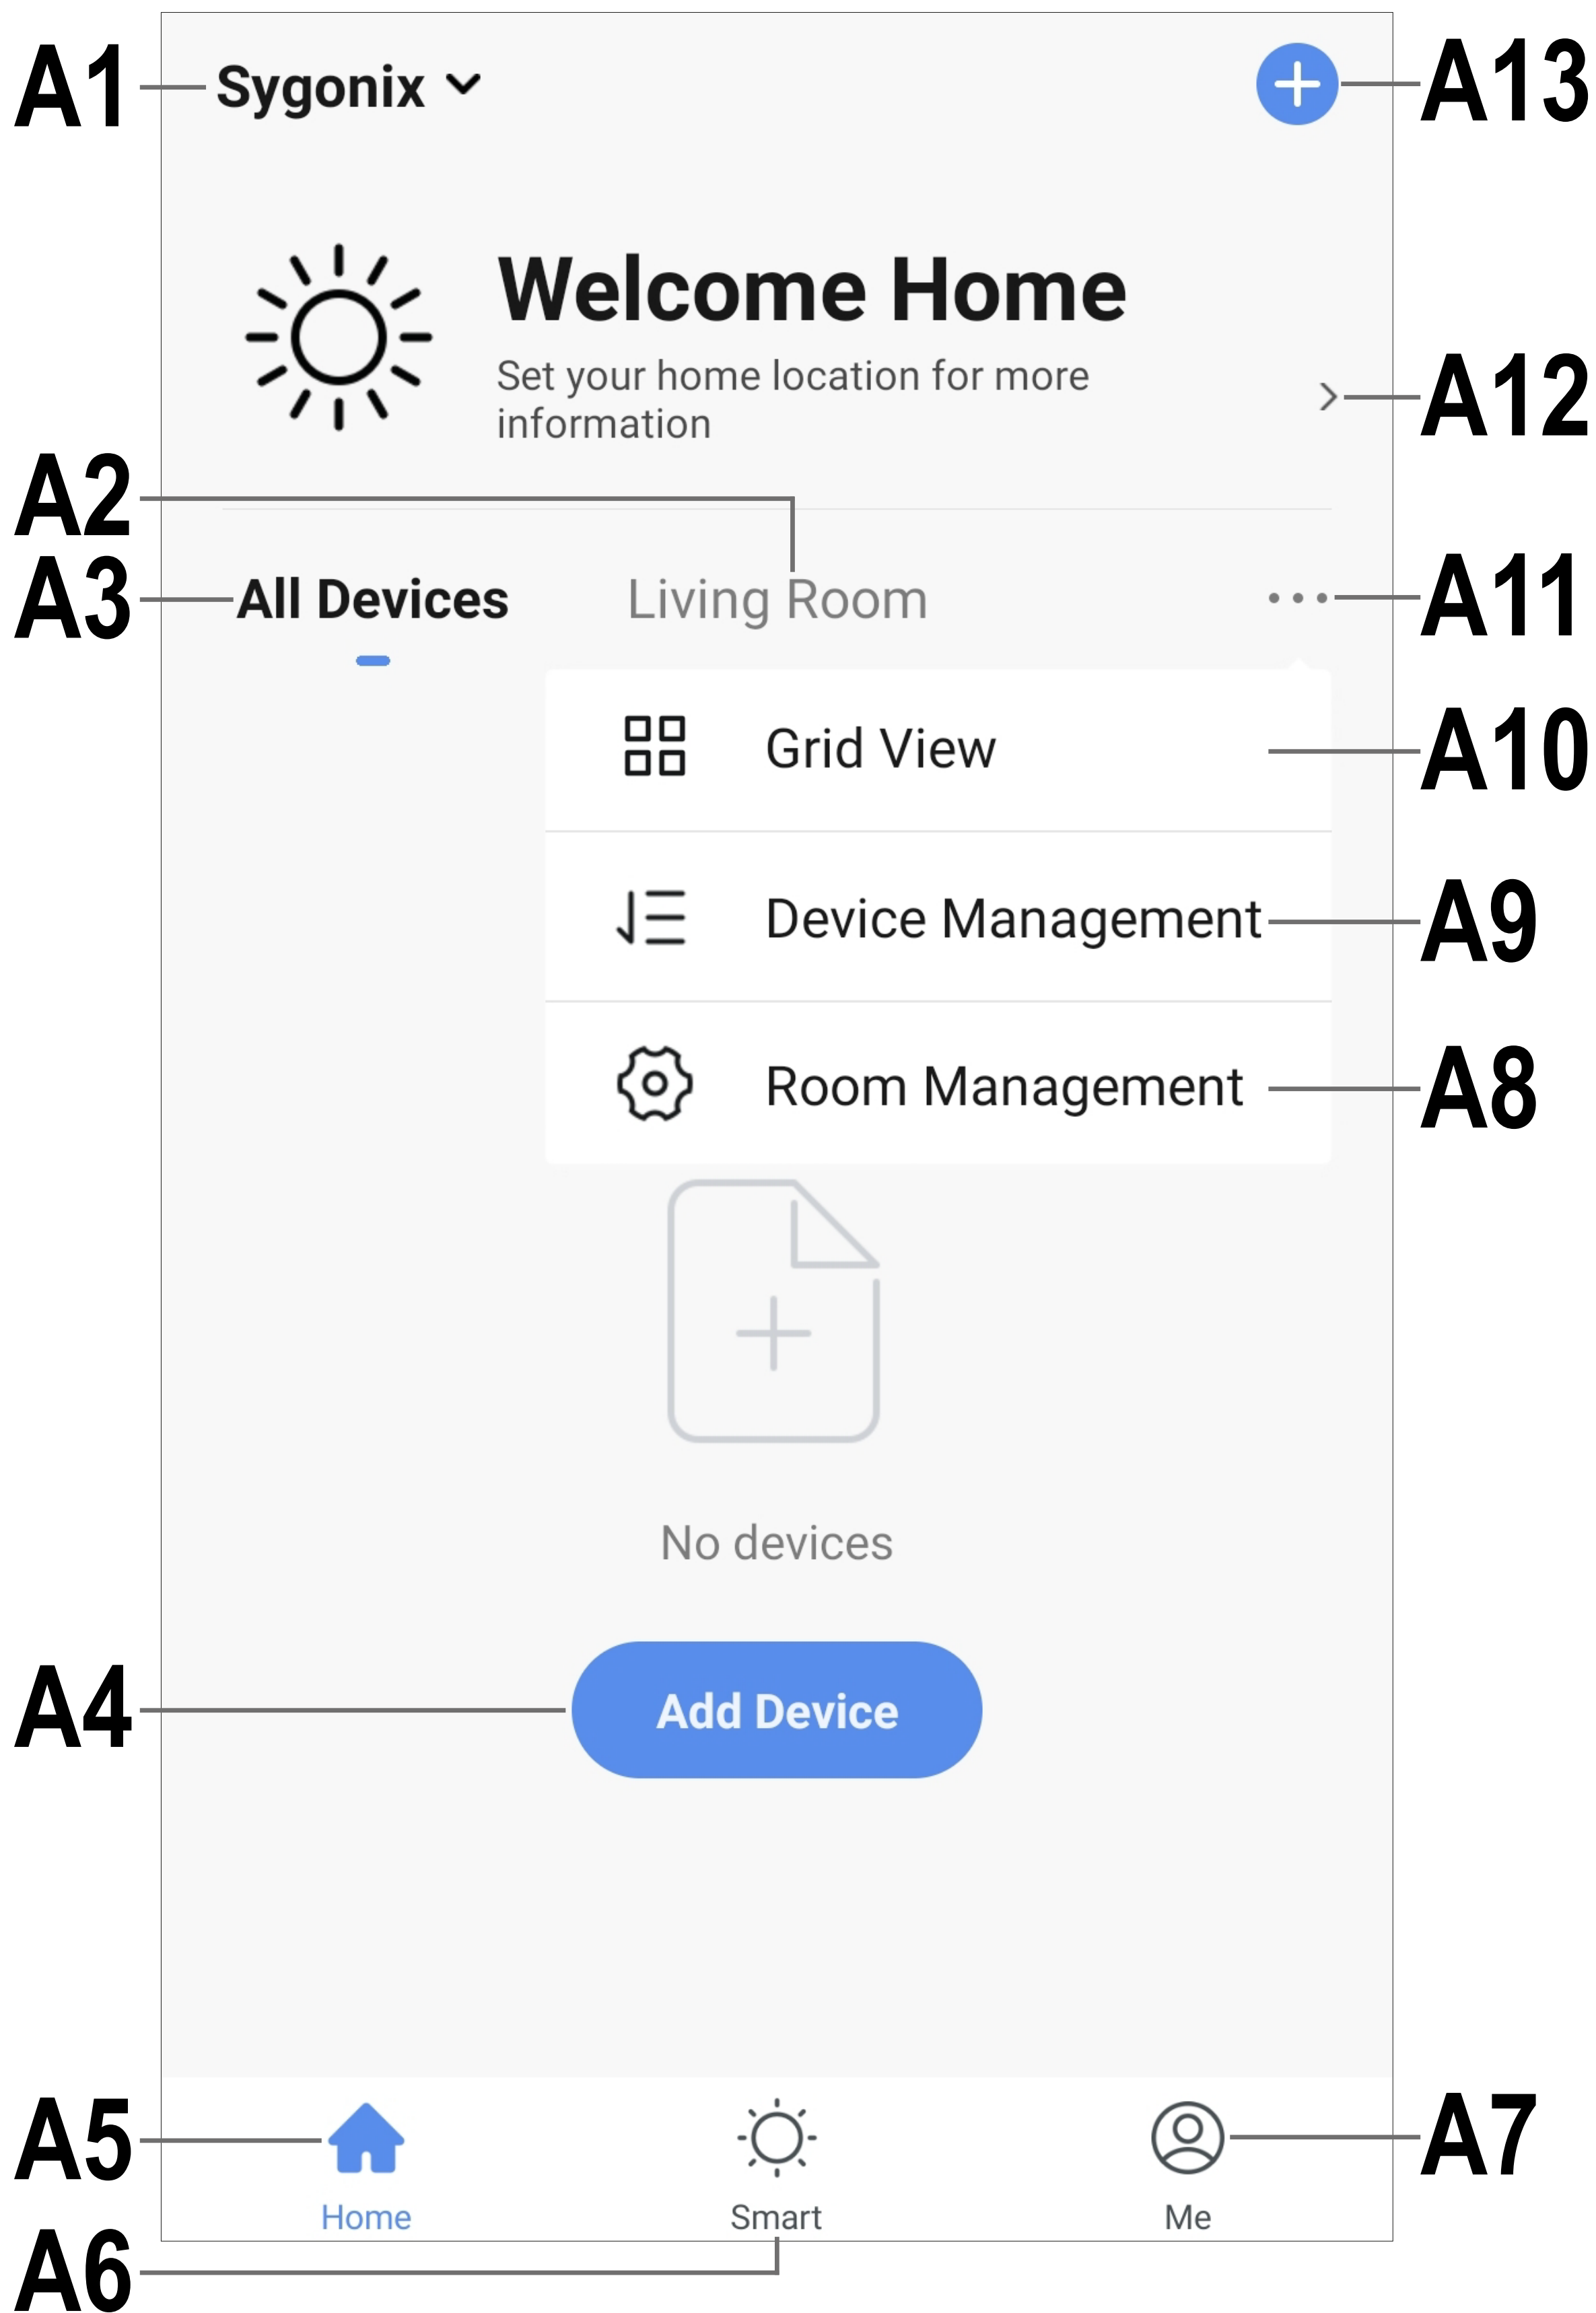 A1 Sygonix A13
Welcome Home
Set your home location for more
information
A12
A2
A3 All Devices Living Room A11
Grid View A10
Device Management A9
Room Management A8
No devices
A4 Add Device
A5 A7
Home Smart Me
A6